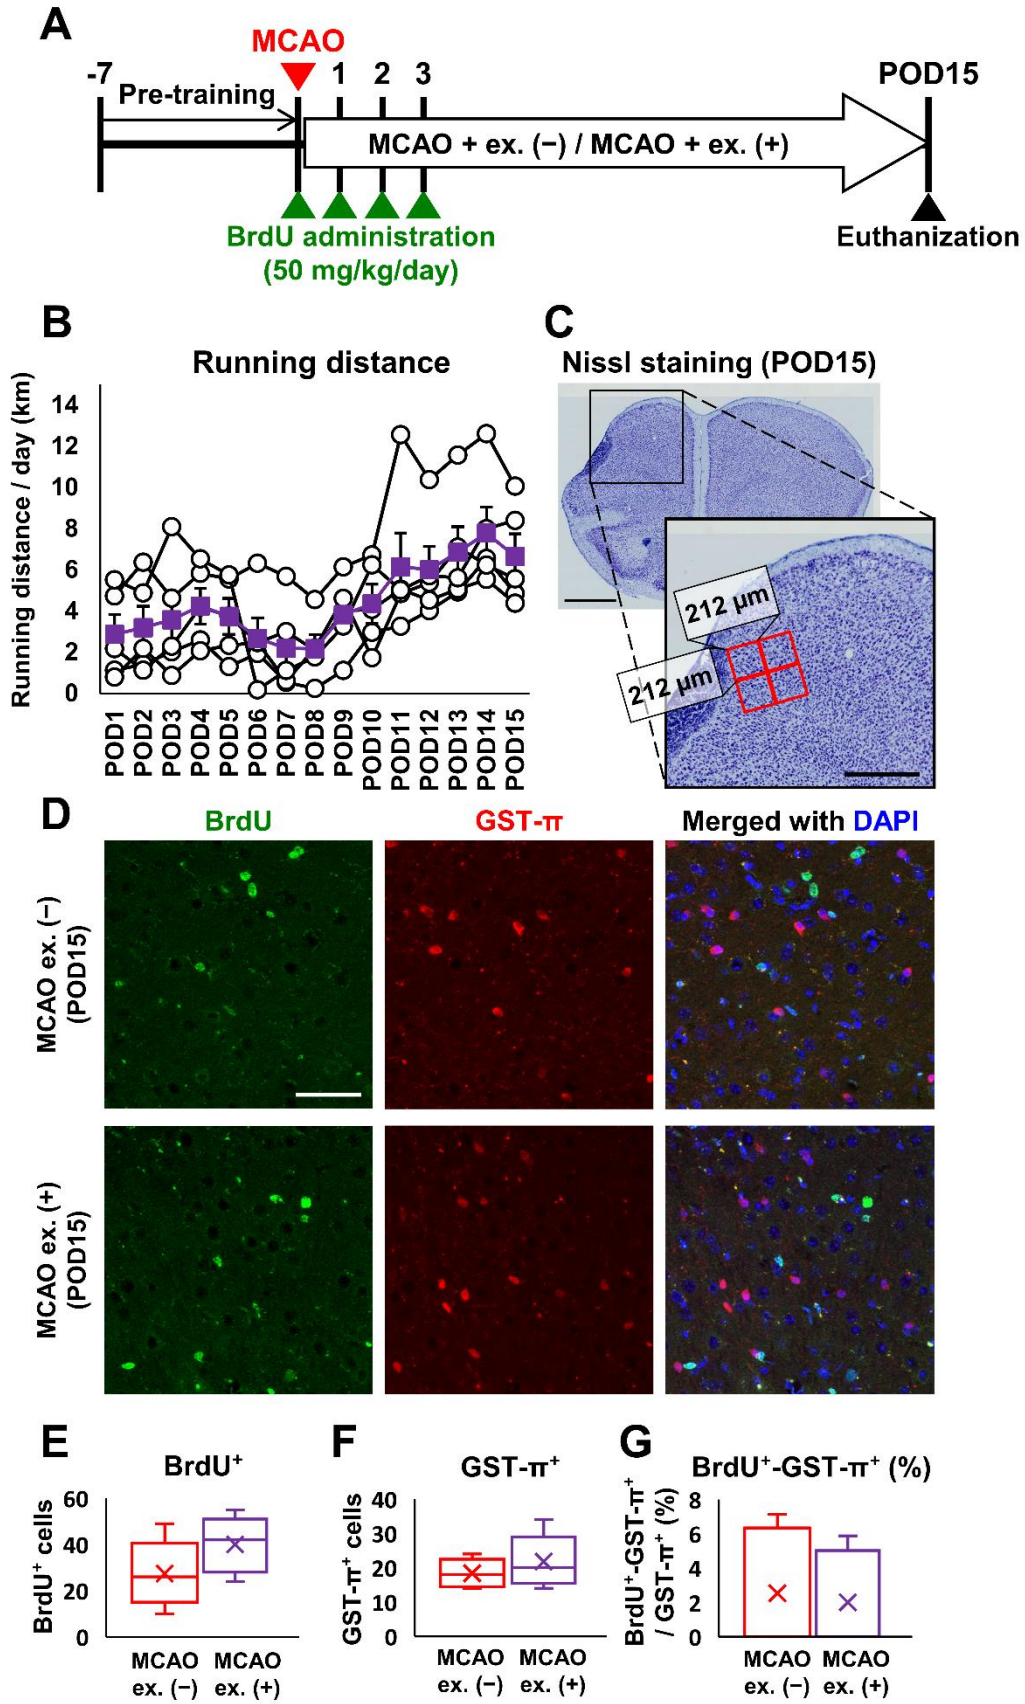 A
MCAO
-7
1
2
3
POD15
Pre-training
MCAO + ex. (−) / MCAO + ex. (+)
BrdU administration
(50 mg/kg/day)
Euthanization
B
Running distance
Running distance / day (km)
14
12
10
8
6
4
2
0
POD1
POD2
POD3
POD4
POD5
POD6
POD7
POD8
POD9
POD10
POD11
POD12
POD13
POD14
POD15
C
Nissl staining (POD15)
212 μm
212 μm
D
BrdU
GST-π
Merged with DAPI
MCAO ex. (−)
(POD15)
MCAO ex. (+)
(POD15)
E
BrdU⁺
BrdU⁺ cells
60
40
20
0
MCAO
ex. (−)
MCAO
ex. (+)
F
GST-π⁺
GST-π⁺ cells
40
30
20
10
0
MCAO
ex. (−)
MCAO
ex. (+)
G
BrdU⁺-GST-π⁺ (%)
BrdU⁺-GST-π⁺
/ GST-π⁺ (%)
8
6
4
2
0
MCAO
ex. (−)
MCAO
ex. (+)